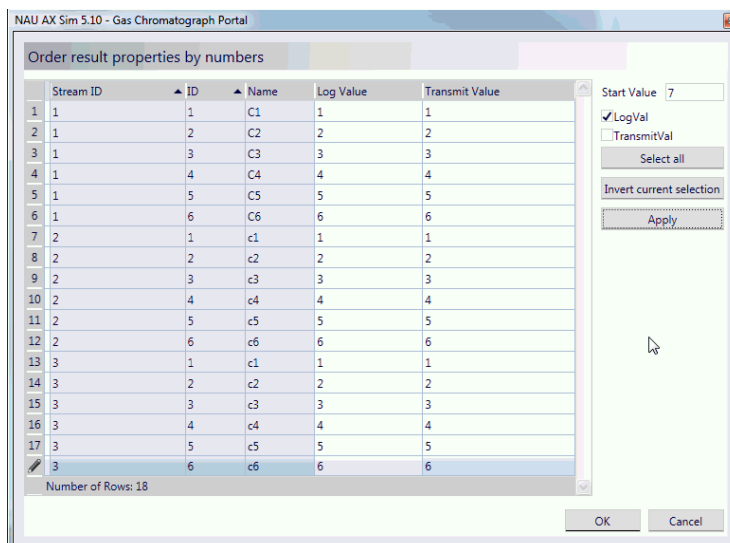 NAU AX Sim 5.10 - Gas Chromatograph Portal
Order result properties by numbers
Stream ID ID Name Log Value Transmit Value
1 1 1 C1 1 1
2 1 2 C2 2 2
3 1 3 C3 3 3
4 1 4 C4 4 4
5 1 5 C5 5 5
6 1 6 C6 6 6
7 2 1 c1 1 1
8 2 2 c2 2 2
9 2 3 c3 3 3
10 2 4 c4 4 4
11 2 5 c5 5 5
12 2 6 c6 6 6
13 3 1 c1 1 1
14 3 2 c2 2 2
15 3 3 c3 3 3
16 3 4 c4 4 4
17 3 5 c5 5 5
3 6 c6 6 6
Number of Rows: 18
Start Value 7
LogVal
TransmitVal
Select all
Invert current selection
Apply
OK Cancel